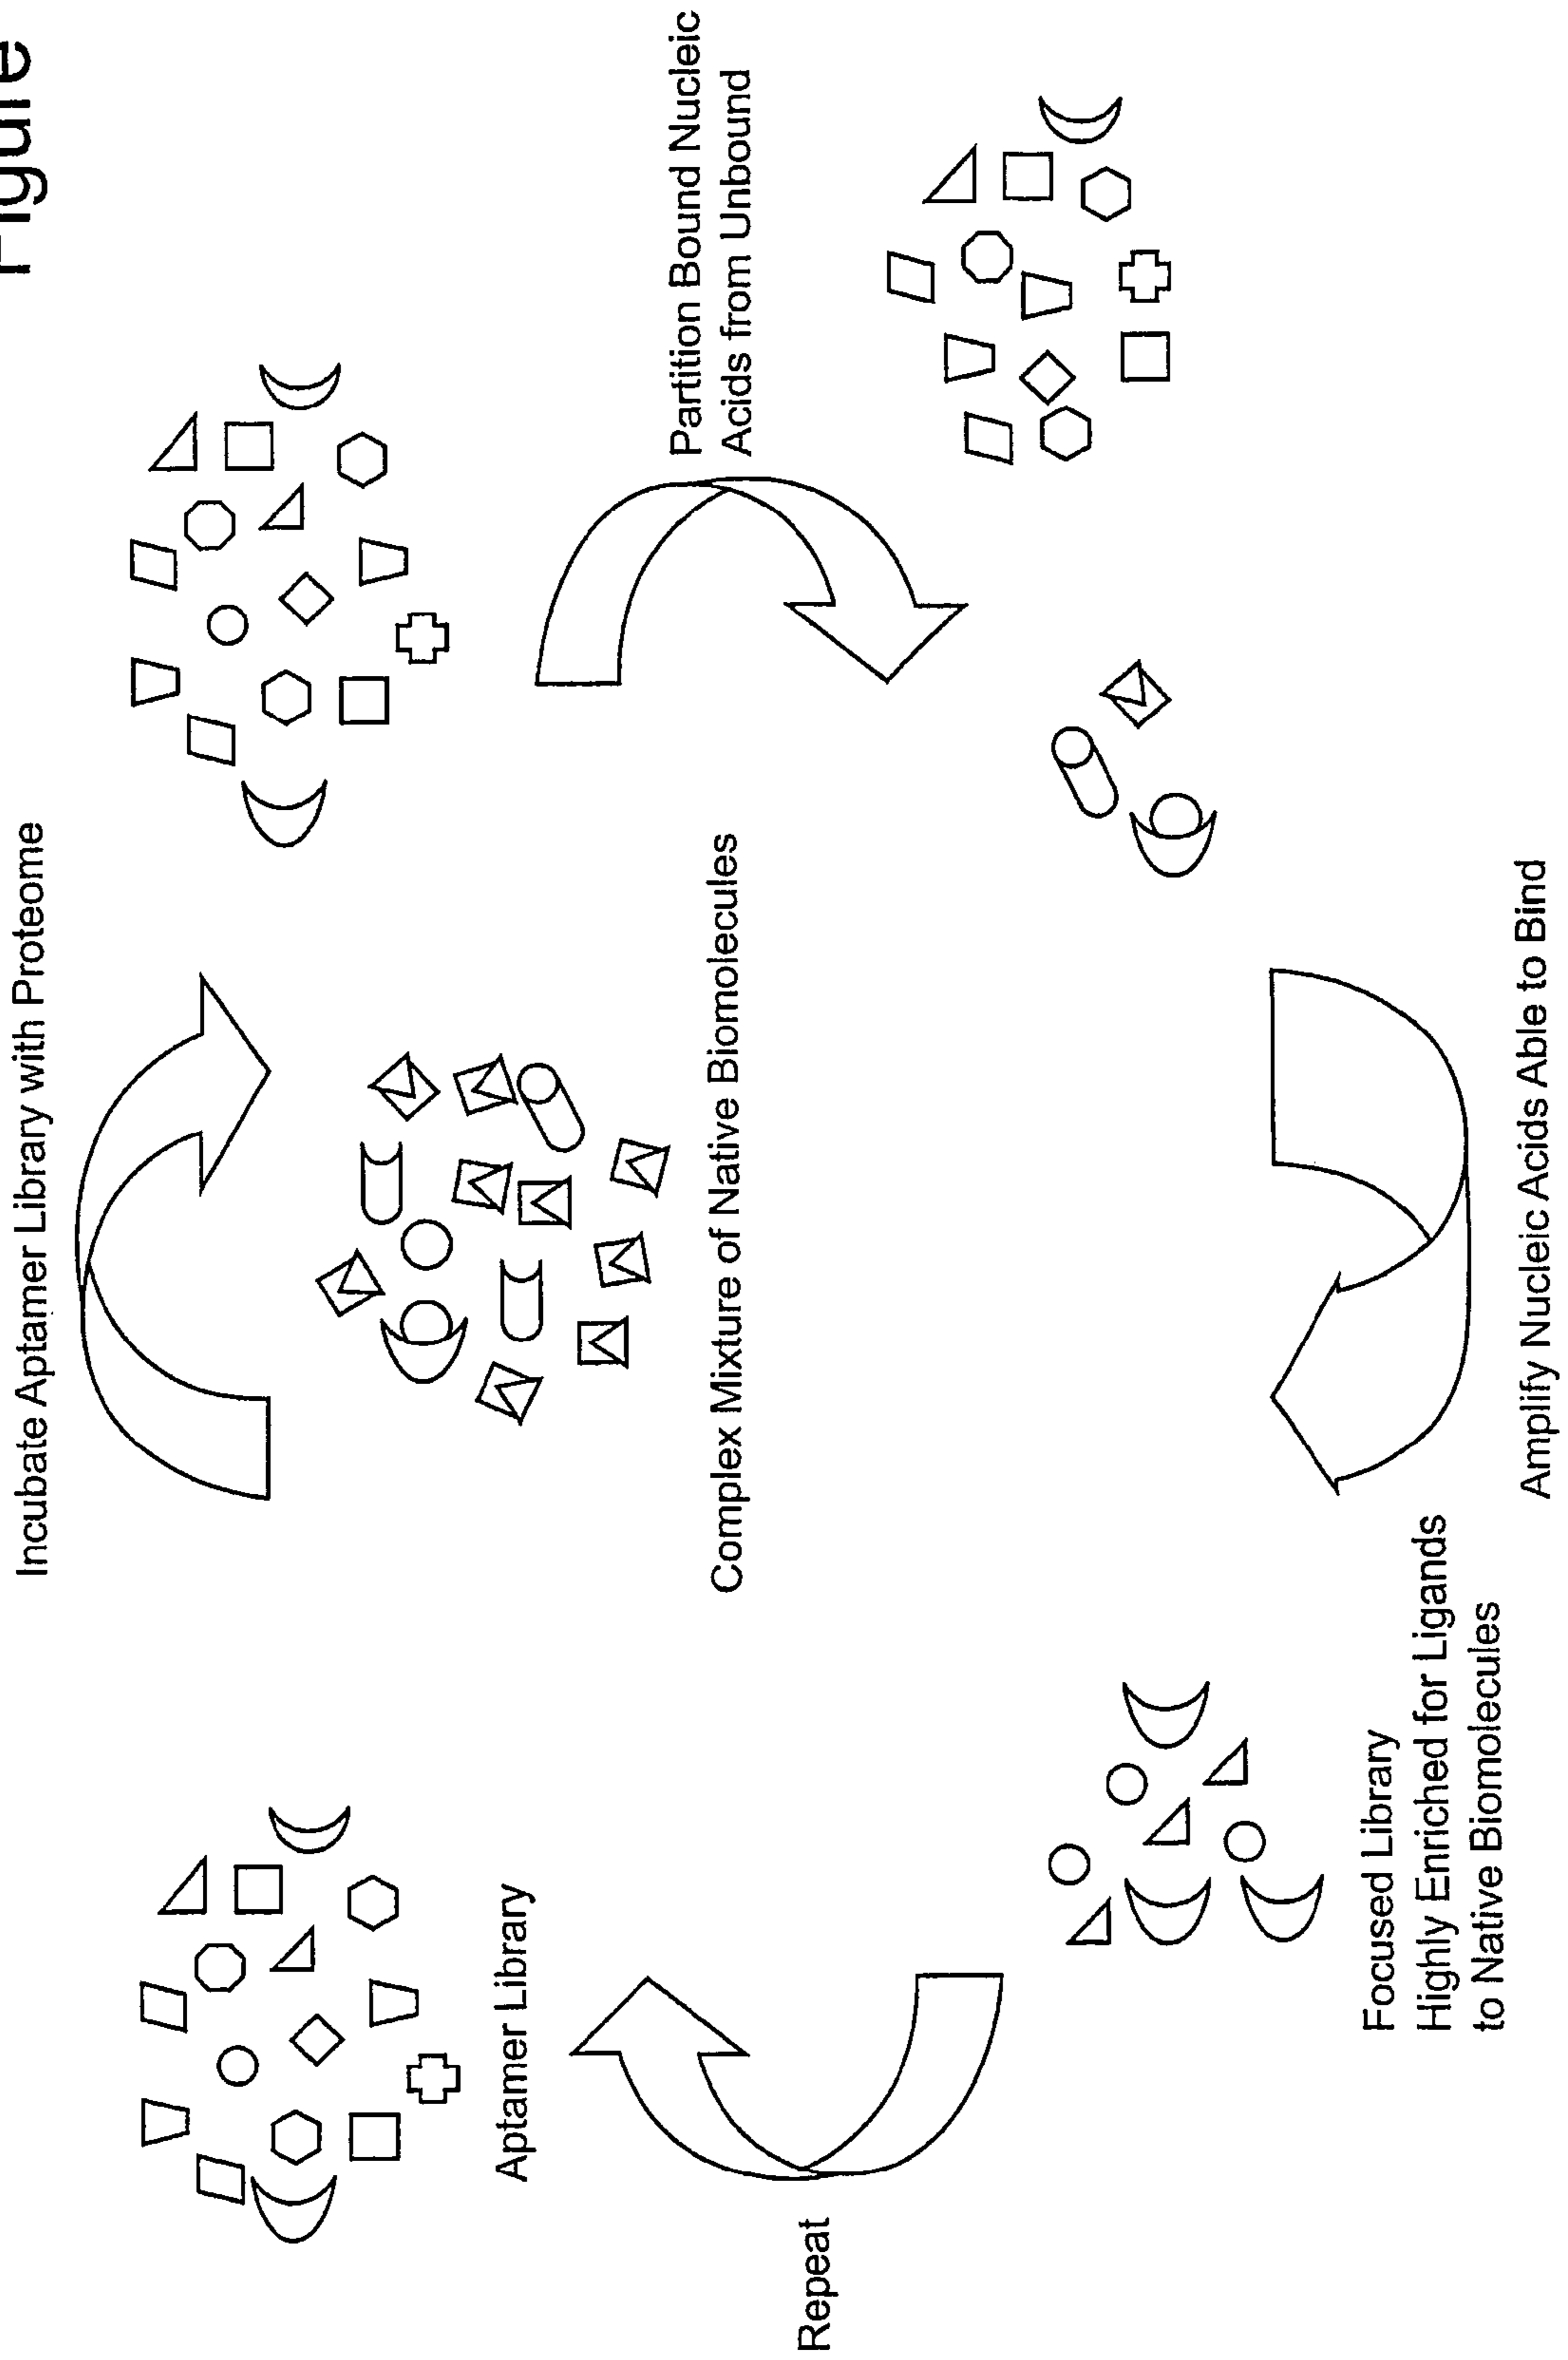 Figure
Incubate Aptamer Library with Proteome
Aptamer Library
Complex Mixture of Native Biomolecules
Partition Bound Nucleic
Acids from Unbound
Repeat
Focused Library
Highly Enriched for Ligands
to Native Biomolecules
Amplify Nucleic Acids Able to Bind